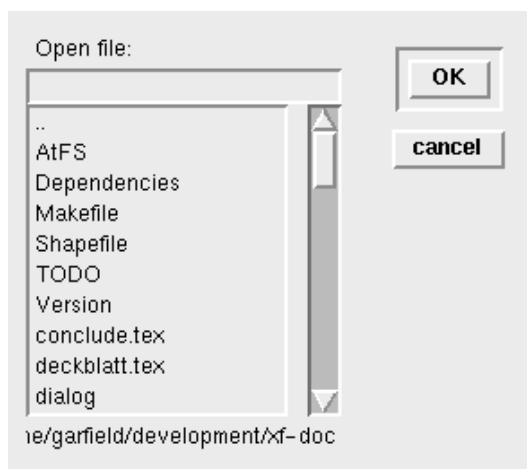 Open file:
OK
cancel
..
AtFS
Dependencies
Makefile
Shapefile
TODO
Version
conclude.tex
deckblatt.tex
dialog
ne/garfield/development/xf-doc